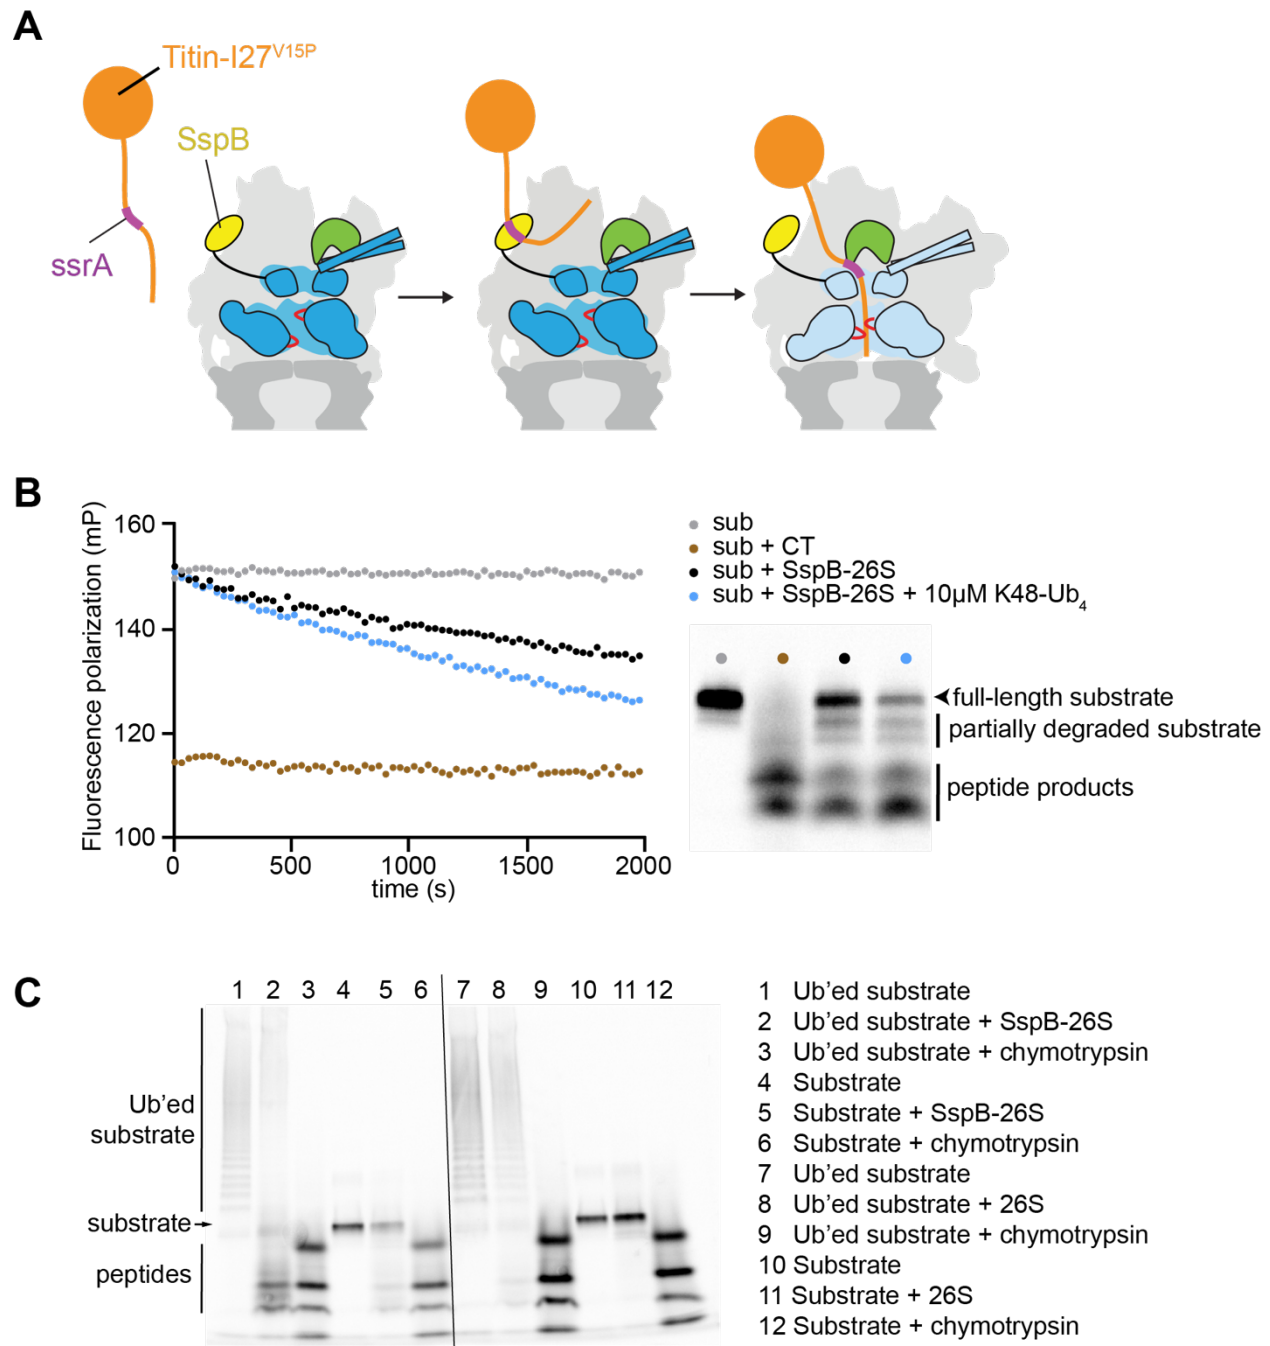 A
Titin-I27V15P
SspB
ssrA
B
Fluorescence polarization (mP)
160
140
120
100
0
500
1000
1500
2000
time (s)
sub
sub + CT
sub + SspB-26S
sub + SspB-26S + 10µM K48-Ub4
full-length substrate
partially degraded substrate
peptide products
C
1 2 3 4 5 6 7 8 9 10 11 12
Ub'ed
substrate
substrate
peptides
1 Ub'ed substrate
2 Ub'ed substrate + SspB-26S
3 Ub'ed substrate + chymotrypsin
4 Substrate
5 Substrate + SspB-26S
6 Substrate + chymotrypsin
7 Ub'ed substrate
8 Ub'ed substrate + 26S
9 Ub'ed substrate + chymotrypsin
10 Substrate
11 Substrate + 26S
12 Substrate + chymotrypsin